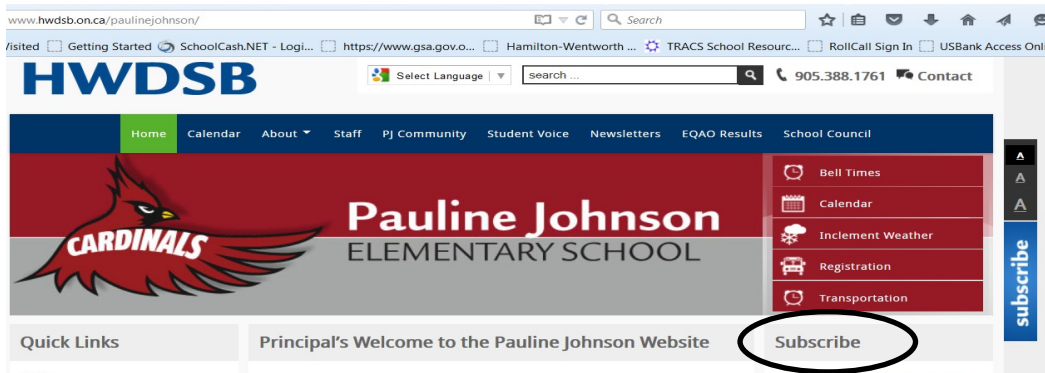 www.hwdsb.on.ca/paulinejohnson/ Search
Visited Getting Started SchoolCash.NET - Logi... https://www.gsa.gov.o... Hamilton-Wentworth ... TRACS School Resourc... RollCall Sign In USBank Access Onl
HWDSB Select Language search ... 905.388.1761 Contact
Home Calendar About Staff PJ Community Student Voice Newsletters EQAO Results School Council
A
A
A
subscribe
CARDINALS
Pauline Johnson
ELEMENTARY SCHOOL
Bell Times
Calendar
Inclement Weather
Registration
Transportation
Quick Links Principal's Welcome to the Pauline Johnson Website Subscribe